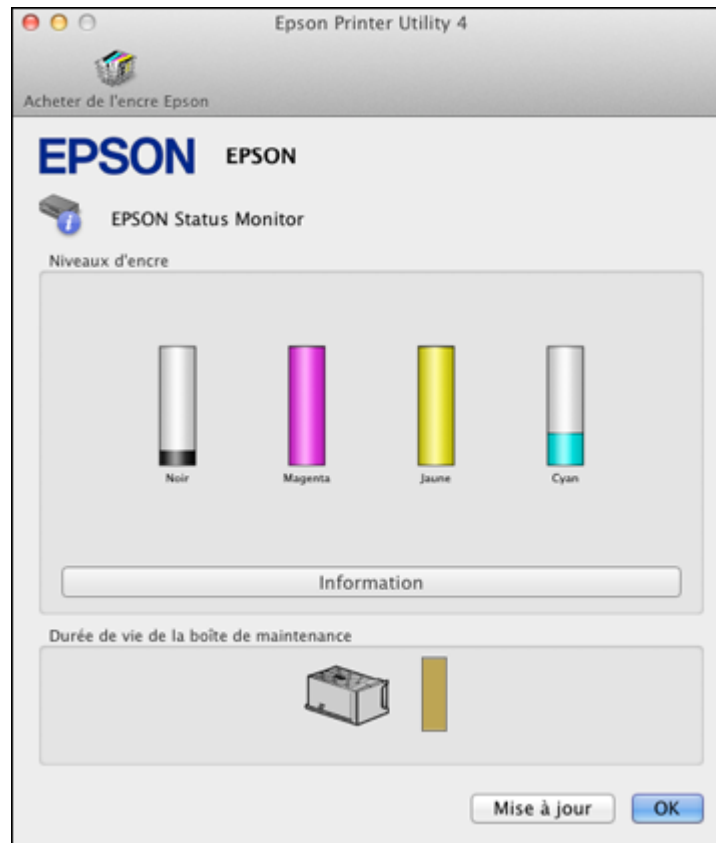 Epson Printer Utility 4
Acheter de l'encre Epson
EPSON EPSON
EPSON Status Monitor
Niveaux d'encre
Noir Magenta Jaune Cyan
Information
Durée de vie de la boîte de maintenance
Mise à jour OK